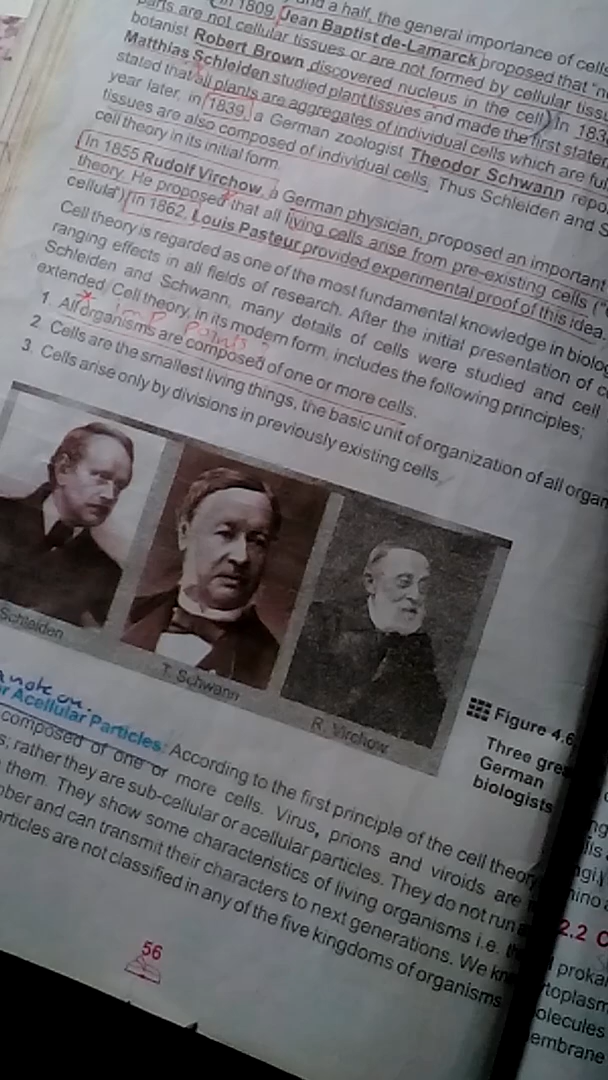 and a half, the general importance of cells
In 1809, Jean Baptist de-Lamarck proposed that "no
parts are not cellular tissues or are not formed by cellular tissu
botanist Robert Brown discovered nucleus in the cell. In 183
Matthias Schleiden studied plant tissues and made the first staten
stated that all plants are aggregates of individual cells which are ful
year later, in 1839, a German zoologist Theodor Schwann repo
tissues are also composed of individual cells. Thus Schleiden and S
cell theory in its initial form.
In 1855 Rudolf Virchow, a German physician, proposed an important
theory. He proposed that all living cells arise from pre-existing cells ("
cellula"). In 1862, Louis Pasteur provided experimental proof of this idea.
Cell theory is regarded as one of the most fundamental knowledge in biolog
ranging effects in all fields of research. After the initial presentation of c
Schleiden and Schwann, many details of cells were studied and cell
extended. Cell theory, in its modern form, includes the following principles;
Imp Points
1. All organisms are composed of one or more cells.
2. Cells are the smallest living things, the basic unit of organization of all organ
3. Cells arise only by divisions in previously existing cells.
Schleiden
T. Schwann
R. Virchow
Figure 4.6
Three grea
German
biologists
note on.
or Acellular Particles: According to the first principle of the cell theory
composed of one or more cells. Virus, prions and viroids are
s; rather they are sub-cellular or acellular particles. They do not run
them. They show some characteristics of living organisms i.e. th
ber and can transmit their characters to next generations. We kn
articles are not classified in any of the five kingdoms of organisms
56
2.2 C
proka
toplasm
olecules
embrane